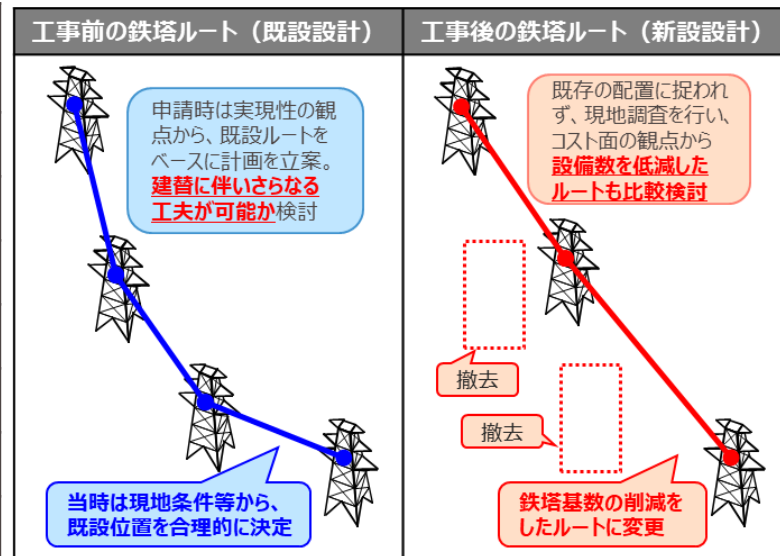 工事前の鉄塔ルート（既設設計）
申請時は実現性の観
点から、既設ルートを
ベースに計画を立案。
建替に伴いさらなる
工夫が可能か検討
当時は現地条件等から、
既設位置を合理的に決定
工事後の鉄塔ルート（新設設計）
既存の配置に捉われ
ず、現地調査を行い、
コスト面の観点から
設備数を低減した
ルートも比較検討
撤去
撤去
鉄塔基数の削減を
したルートに変更